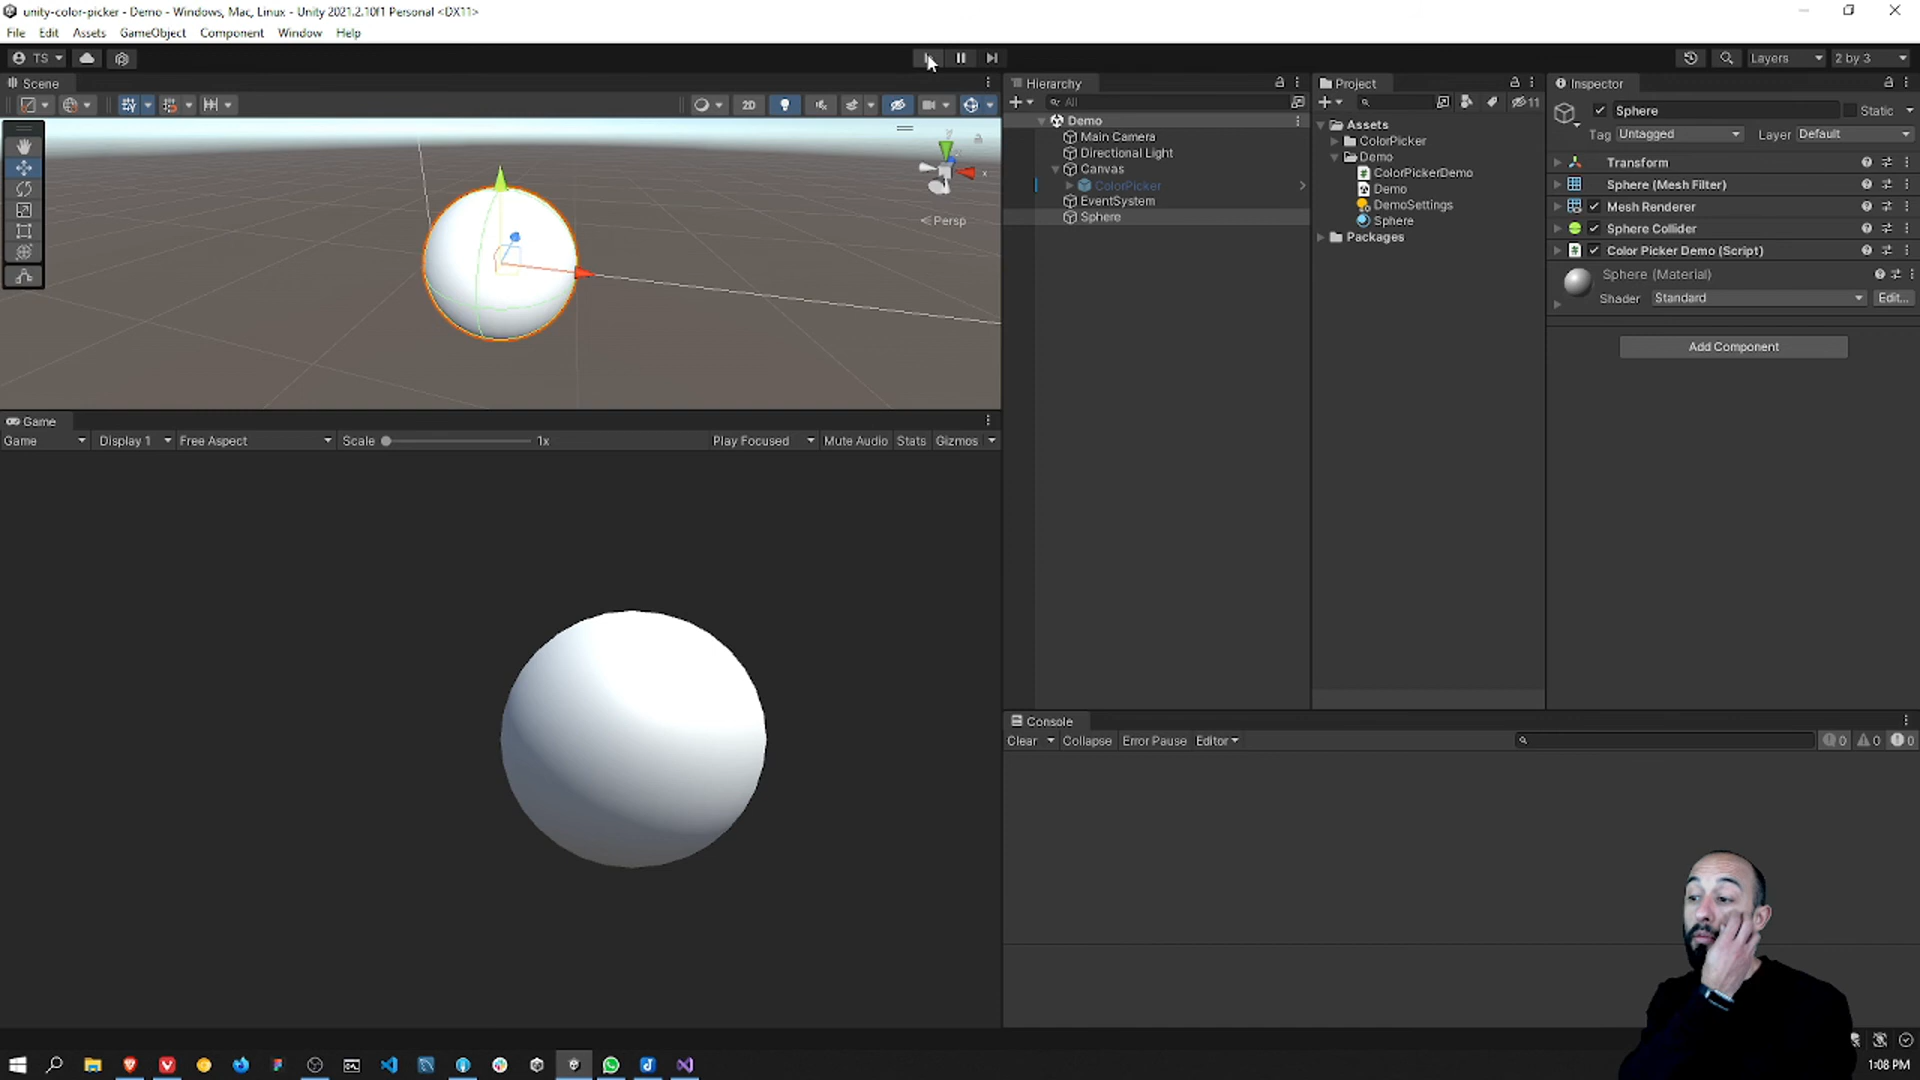 unity-color-picker - Demo - Windows, Mac, Linux - Unity 2021.2.10f1 Personal <DX11>
File Edit Assets GameObject Component Window Help
TS Layers 2 by 3
Scene
2D
y
x
Persp
Game
Game Display 1 Free Aspect Scale 1x Play Focused Mute Audio Stats Gizmos
Hierarchy
All
Demo
Main Camera
Directional Light
Canvas
ColorPicker
EventSystem
Sphere
Project
11
Assets
ColorPicker
Demo
ColorPickerDemo
Demo
DemoSettings
Sphere
Packages
Inspector
Sphere Static
Tag Untagged Layer Default
Transform
Sphere (Mesh Filter)
Mesh Renderer
Sphere Collider
Color Picker Demo (Script)
Sphere (Material)
Shader Standard Edit...
Add Component
Console
Clear Collapse Error Pause Editor 0 0 0
1:08 PM